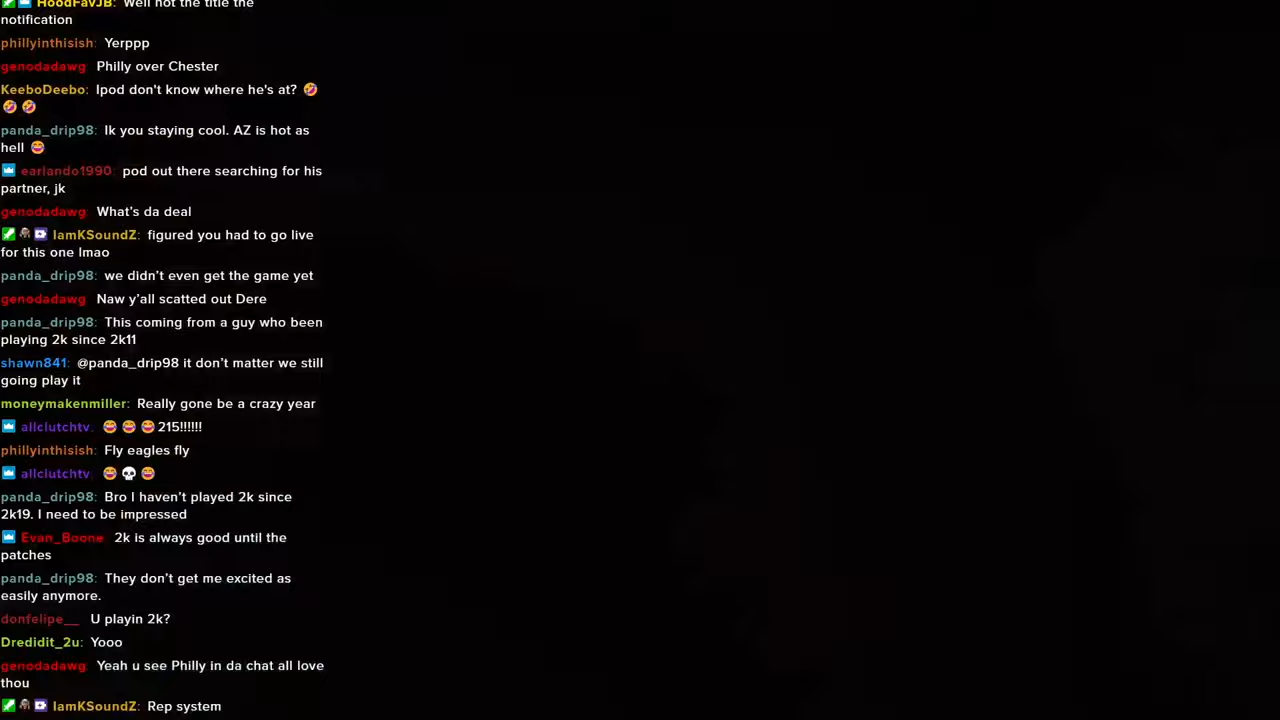 HoodFavJB: Well not the title the
notification
phillyinthisish: Yerppp
genodadawg: Philly over Chester
KeeboDeebo: Ipod don't know where he's at? 🤣
🤣 🤣
panda_drip98: Ik you staying cool. AZ is hot as
hell 😂
earlando1990: pod out there searching for his
partner, jk
genodadawg: What's da deal
IamKSoundZ: figured you had to go live
for this one lmao
panda_drip98: we didn't even get the game yet
genodadawg: Naw y'all scatted out Dere
panda_drip98: This coming from a guy who been
playing 2k since 2k11
shawn841: @panda_drip98 it don't matter we still
going play it
moneymakenmiller: Really gone be a crazy year
allclutchtv: 😂 😂 😂 215!!!!!!
phillyinthisish: Fly eagles fly
allclutchtv: 😂 💀 😂
panda_drip98: Bro I haven't played 2k since
2k19. I need to be impressed
Evan_Boone: 2k is always good until the
patches
panda_drip98: They don't get me excited as
easily anymore.
donfelipe__: U playin 2k?
Dredidit_2u: Yooo
genodadawg: Yeah u see Philly in da chat all love
thou
IamKSoundZ: Rep system